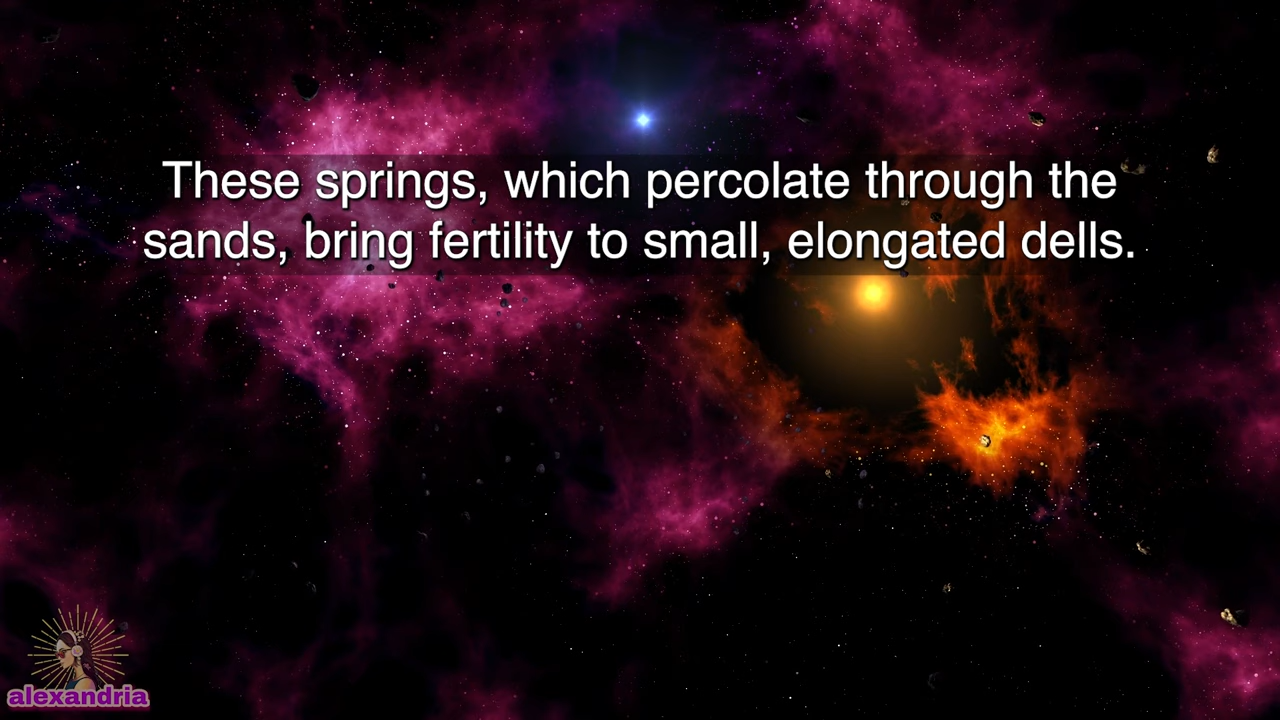 These springs, which percolate through the
sands, bring fertility to small, elongated dells.
alexandria